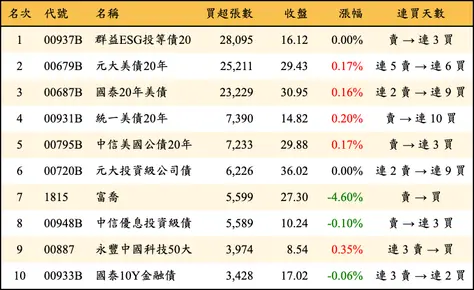 名次 代號 名稱 買超張數 收盤 漲幅 連買天數
1 00937B 群益ESG投等債20 28,095 16.12 0.00% 賣 → 連 3 買
2 00679B 元大美債20年 25,211 29.43 0.17% 連 5 賣 → 連 6 買
3 00687B 國泰20年美債 23,229 30.95 0.16% 連 2 賣 → 連 9 買
4 00931B 統一美債20年 7,390 14.82 0.20% 賣 → 連 10 買
5 00795B 中信美國公債20年 7,233 29.88 0.17% 賣 → 連 3 買
6 00720B 元大投資級公司債 6,226 36.02 0.00% 連 2 賣 → 連 9 買
7 1815 富喬 5,599 27.30 -4.60% 賣 → 買
8 00948B 中信優息投資級債 5,589 10.24 -0.10% 賣 → 連 3 買
9 00887 永豐中國科技50大 3,974 8.54 0.35% 連 3 賣 → 買
10 00933B 國泰10Y金融債 3,428 17.02 -0.06% 連 3 賣 → 連 2 買